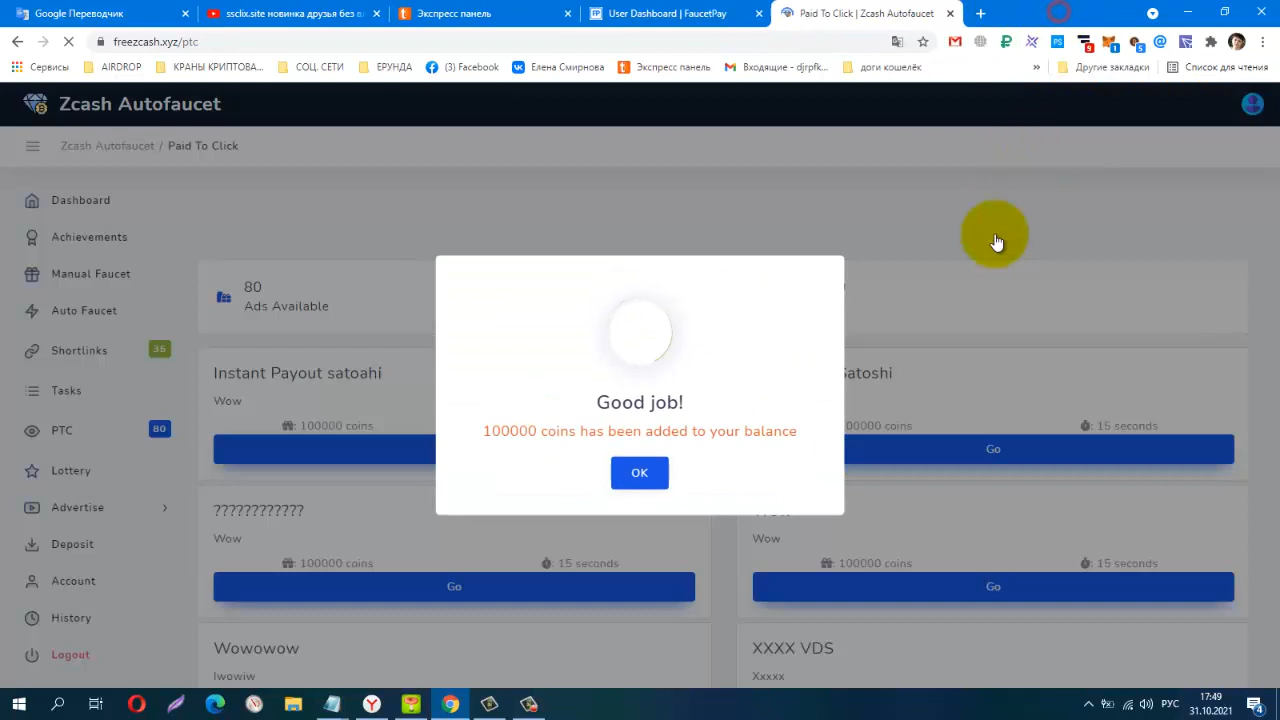 Google Переводчик
ssclix.site новинка друзья без вл
Экспресс панель
User Dashboard | FaucetPay
Paid To Click | Zcash Autofaucet
freezcash.xyz/ptc
Сервисы
AIRDROP
КРАНЫ КРИПТОВА...
СОЦ. СЕТИ
ЕРУНДА
(3) Facebook
Елена Смирнова
Экспресс панель
Входящие - djrpfk...
доги кошелёк
»
Другие закладки
Список для чтения
Zcash Autofaucet
Zcash Autofaucet / Paid To Click
Dashboard
Achievements
Manual Faucet
Auto Faucet
Shortlinks 36
Tasks
PTC 80
Lottery
Advertise
Deposit
Account
History
Logout
80
Ads Available
Instant Payout satoahi
Wow
: 100000 coins
Satoshi
00000 coins
: 15 seconds
Go
Good job!
100000 coins has been added to your balance
OK
????????????
Wow
: 100000 coins
: 15 seconds
Go
Wow
: 100000 coins
: 15 seconds
Go
Wowowow
Iwowiw
XXXX VDS
Xxxxx
РУС
17:49
31.10.2021
4